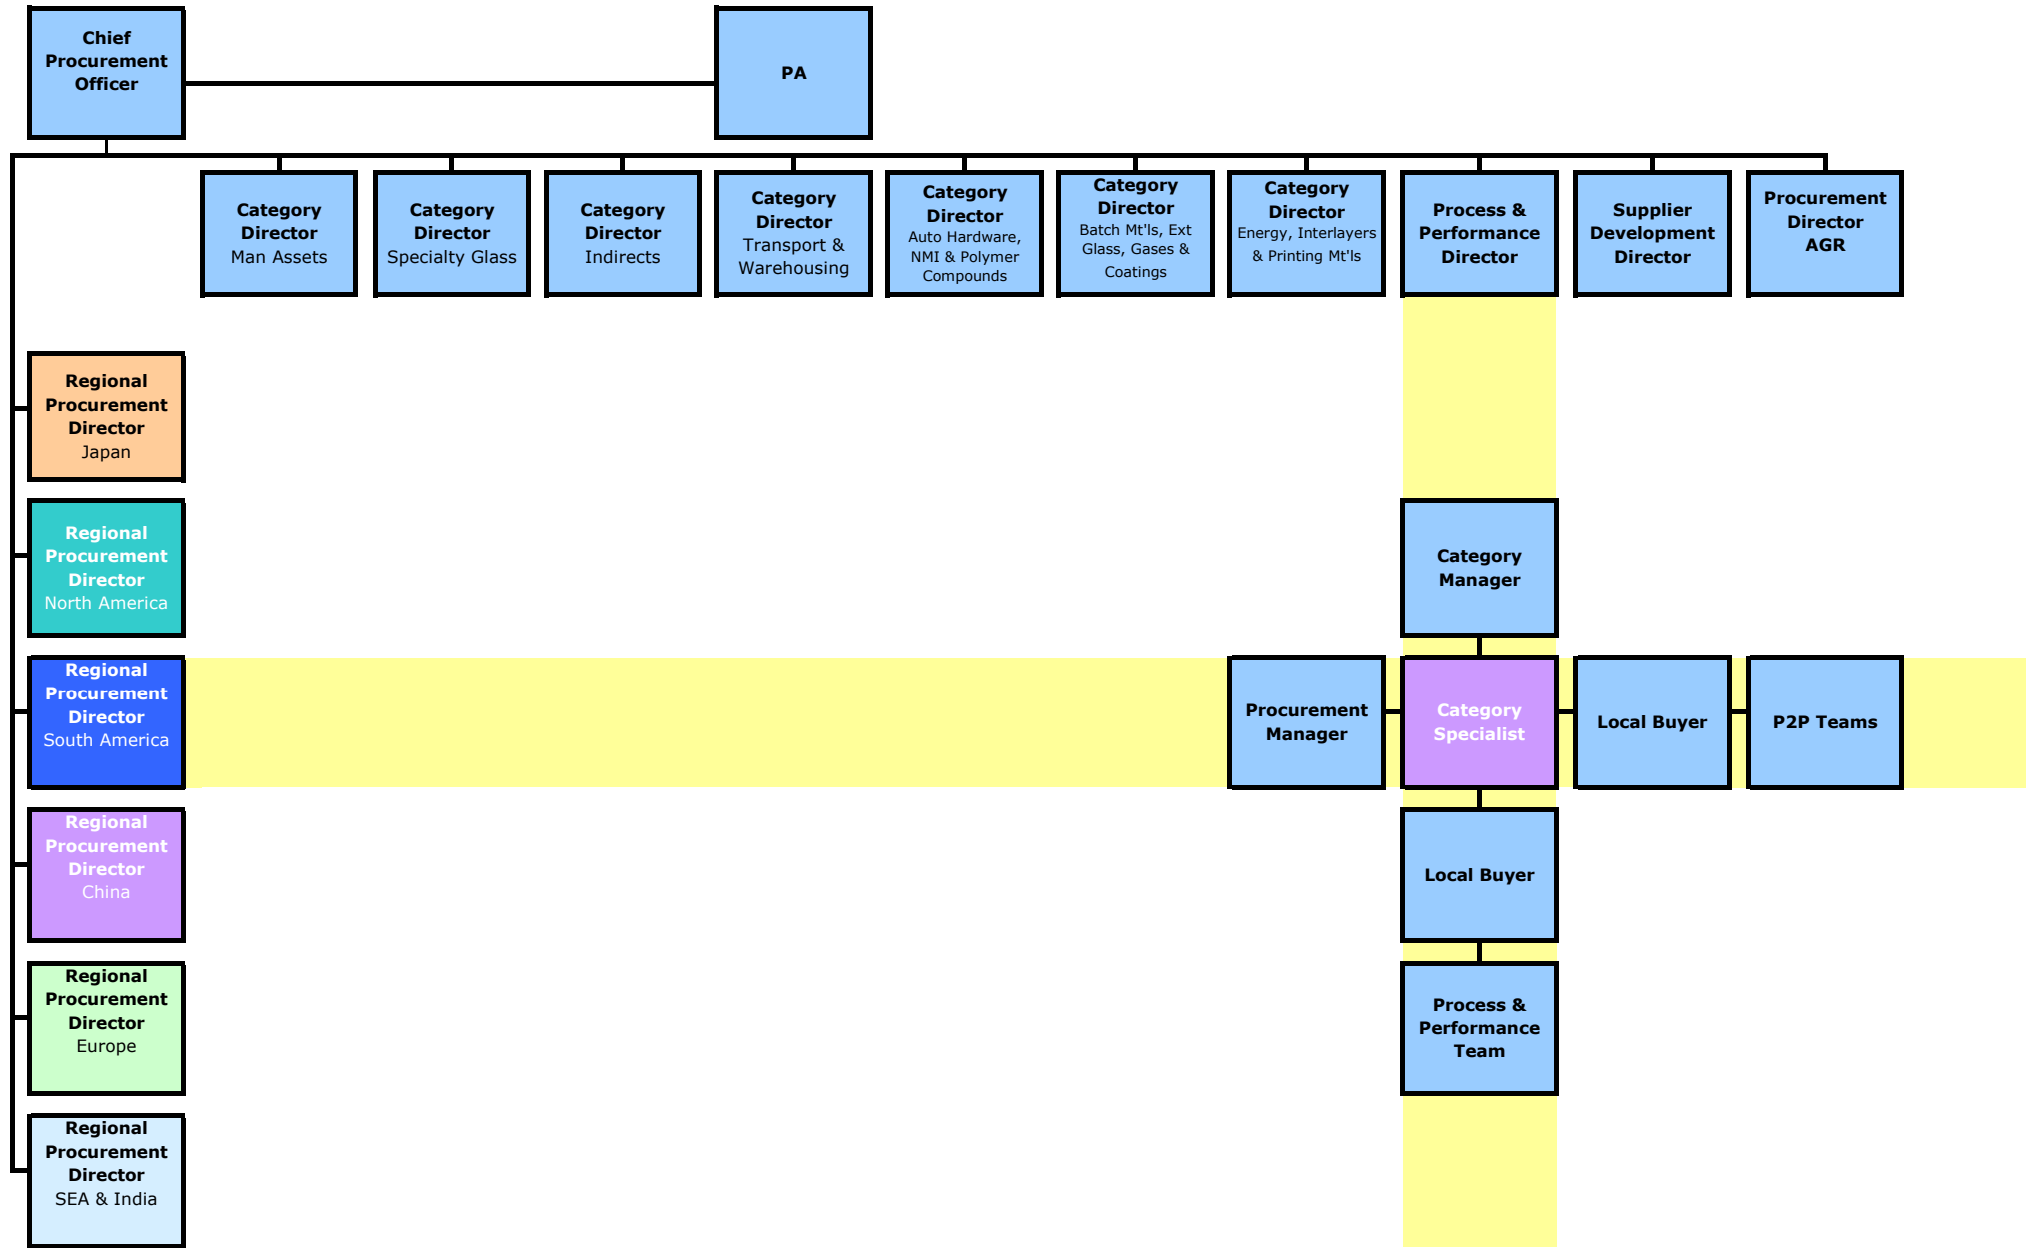 Chief
Procurement
Officer
PA
Category
Director
Man Assets
Category
Director
Specialty Glass
Category
Director
Indirects
Category
Director
Transport &
Warehousing
Category
Director
Auto Hardware,
NMI & Polymer
Compounds
Category
Director
Batch Mt'ls, Ext
Glass, Gases &
Coatings
Category
Director
Energy, Interlayers
& Printing Mt'ls
Process &
Performance
Director
Supplier
Development
Director
Procurement
Director
AGR
Regional
Procurement
Director
Japan
Regional
Procurement
Director
North America
Category
Manager
Regional
Procurement
Director
South America
Procurement
Manager
Category
Specialist
Local Buyer
P2P Teams
Regional
Procurement
Director
China
Local Buyer
Regional
Procurement
Director
Europe
Process &
Performance
Team
Regional
Procurement
Director
SEA & India